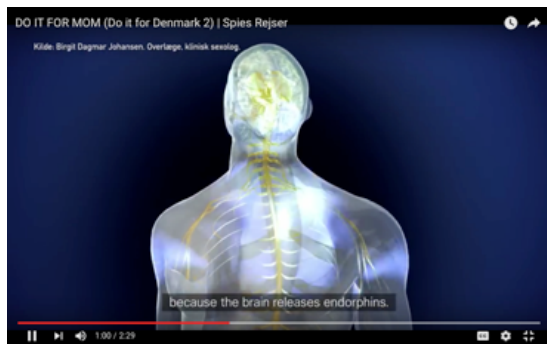 DO IT FOR MOM (Do it for Denmark 2) | Spies Rejser
Kilde: Birgit Dagmar Johansen. Overlæge, klinisk sexolog.
because the brain releases endorphins.
1:00 / 2:29